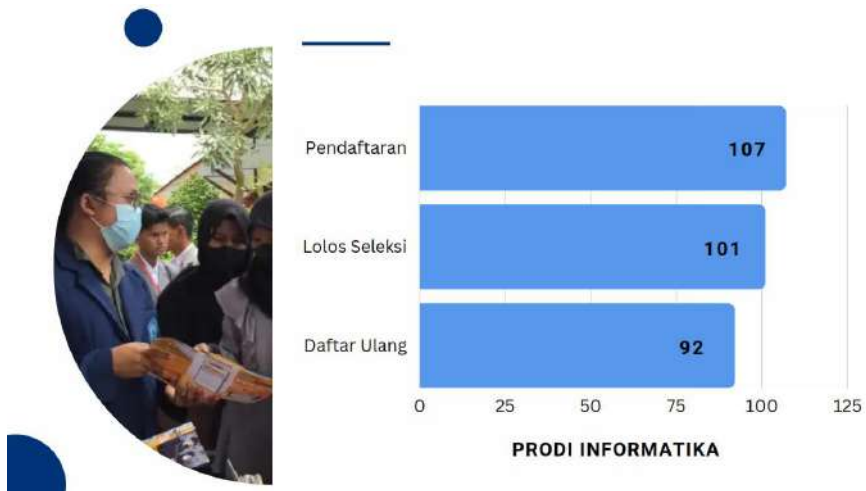 Pendaftaran
107
Lolos Seleksi
101
Daftar Ulang
92
0 25 50 75 100 125
PRODI INFORMATIKA